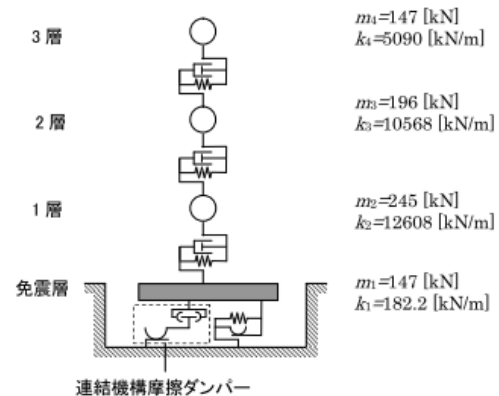 3 層
m₄=147 [kN]
k₄=5090 [kN/m]
2 層
m₃=196 [kN]
k₃=10568 [kN/m]
1 層
m₂=245 [kN]
k₂=12608 [kN/m]
免震層
m₁=147 [kN]
k₁=182.2 [kN/m]
連結機構摩擦ダンパー